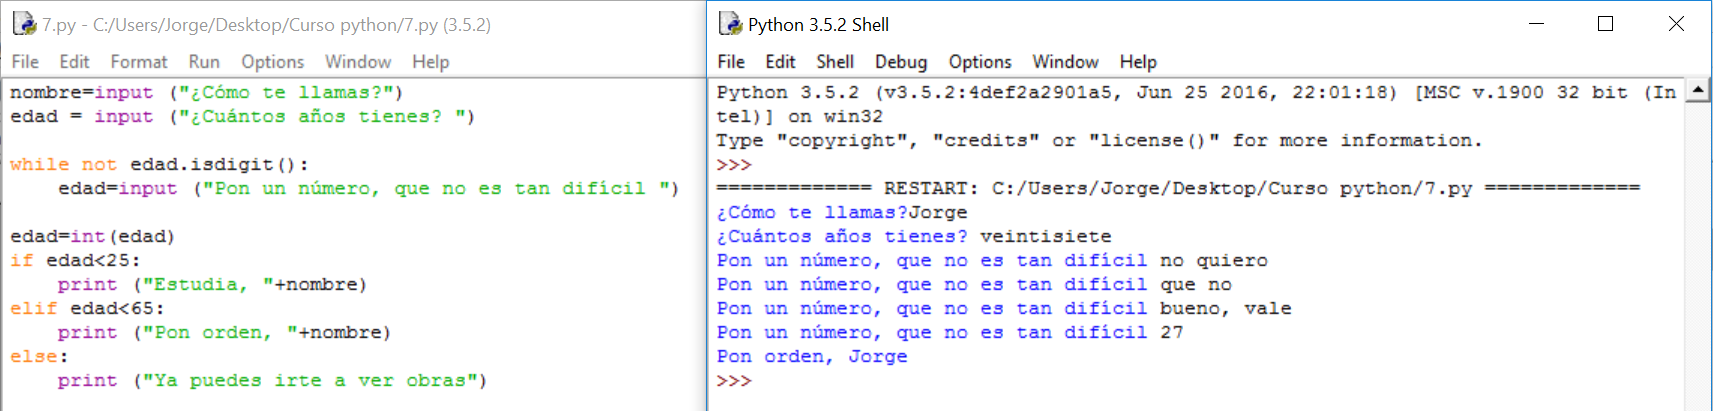 7.py - C:/Users/Jorge/Desktop/Curso python/7.py (3.5.2)
File Edit Format Run Options Window Help
nombre=input ("¿Cómo te llamas?")
edad = input ("¿Cuántos años tienes? ")
while not edad.isdigit():
    edad=input ("Pon un número, que no es tan difícil ")
edad=int(edad)
if edad<25:
    print ("Estudia, "+nombre)
elif edad<65:
    print ("Pon orden, "+nombre)
else:
    print ("Ya puedes irte a ver obras")
Python 3.5.2 Shell
File Edit Shell Debug Options Window Help
Python 3.5.2 (v3.5.2:4def2a2901a5, Jun 25 2016, 22:01:18) [MSC v.1900 32 bit (In
tel)] on win32
Type "copyright", "credits" or "license()" for more information.
>>>
============= RESTART: C:/Users/Jorge/Desktop/Curso python/7.py =============
¿Cómo te llamas?Jorge
¿Cuántos años tienes? veintisiete
Pon un número, que no es tan difícil no quiero
Pon un número, que no es tan difícil que no
Pon un número, que no es tan difícil bueno, vale
Pon un número, que no es tan difícil 27
Pon orden, Jorge
>>>